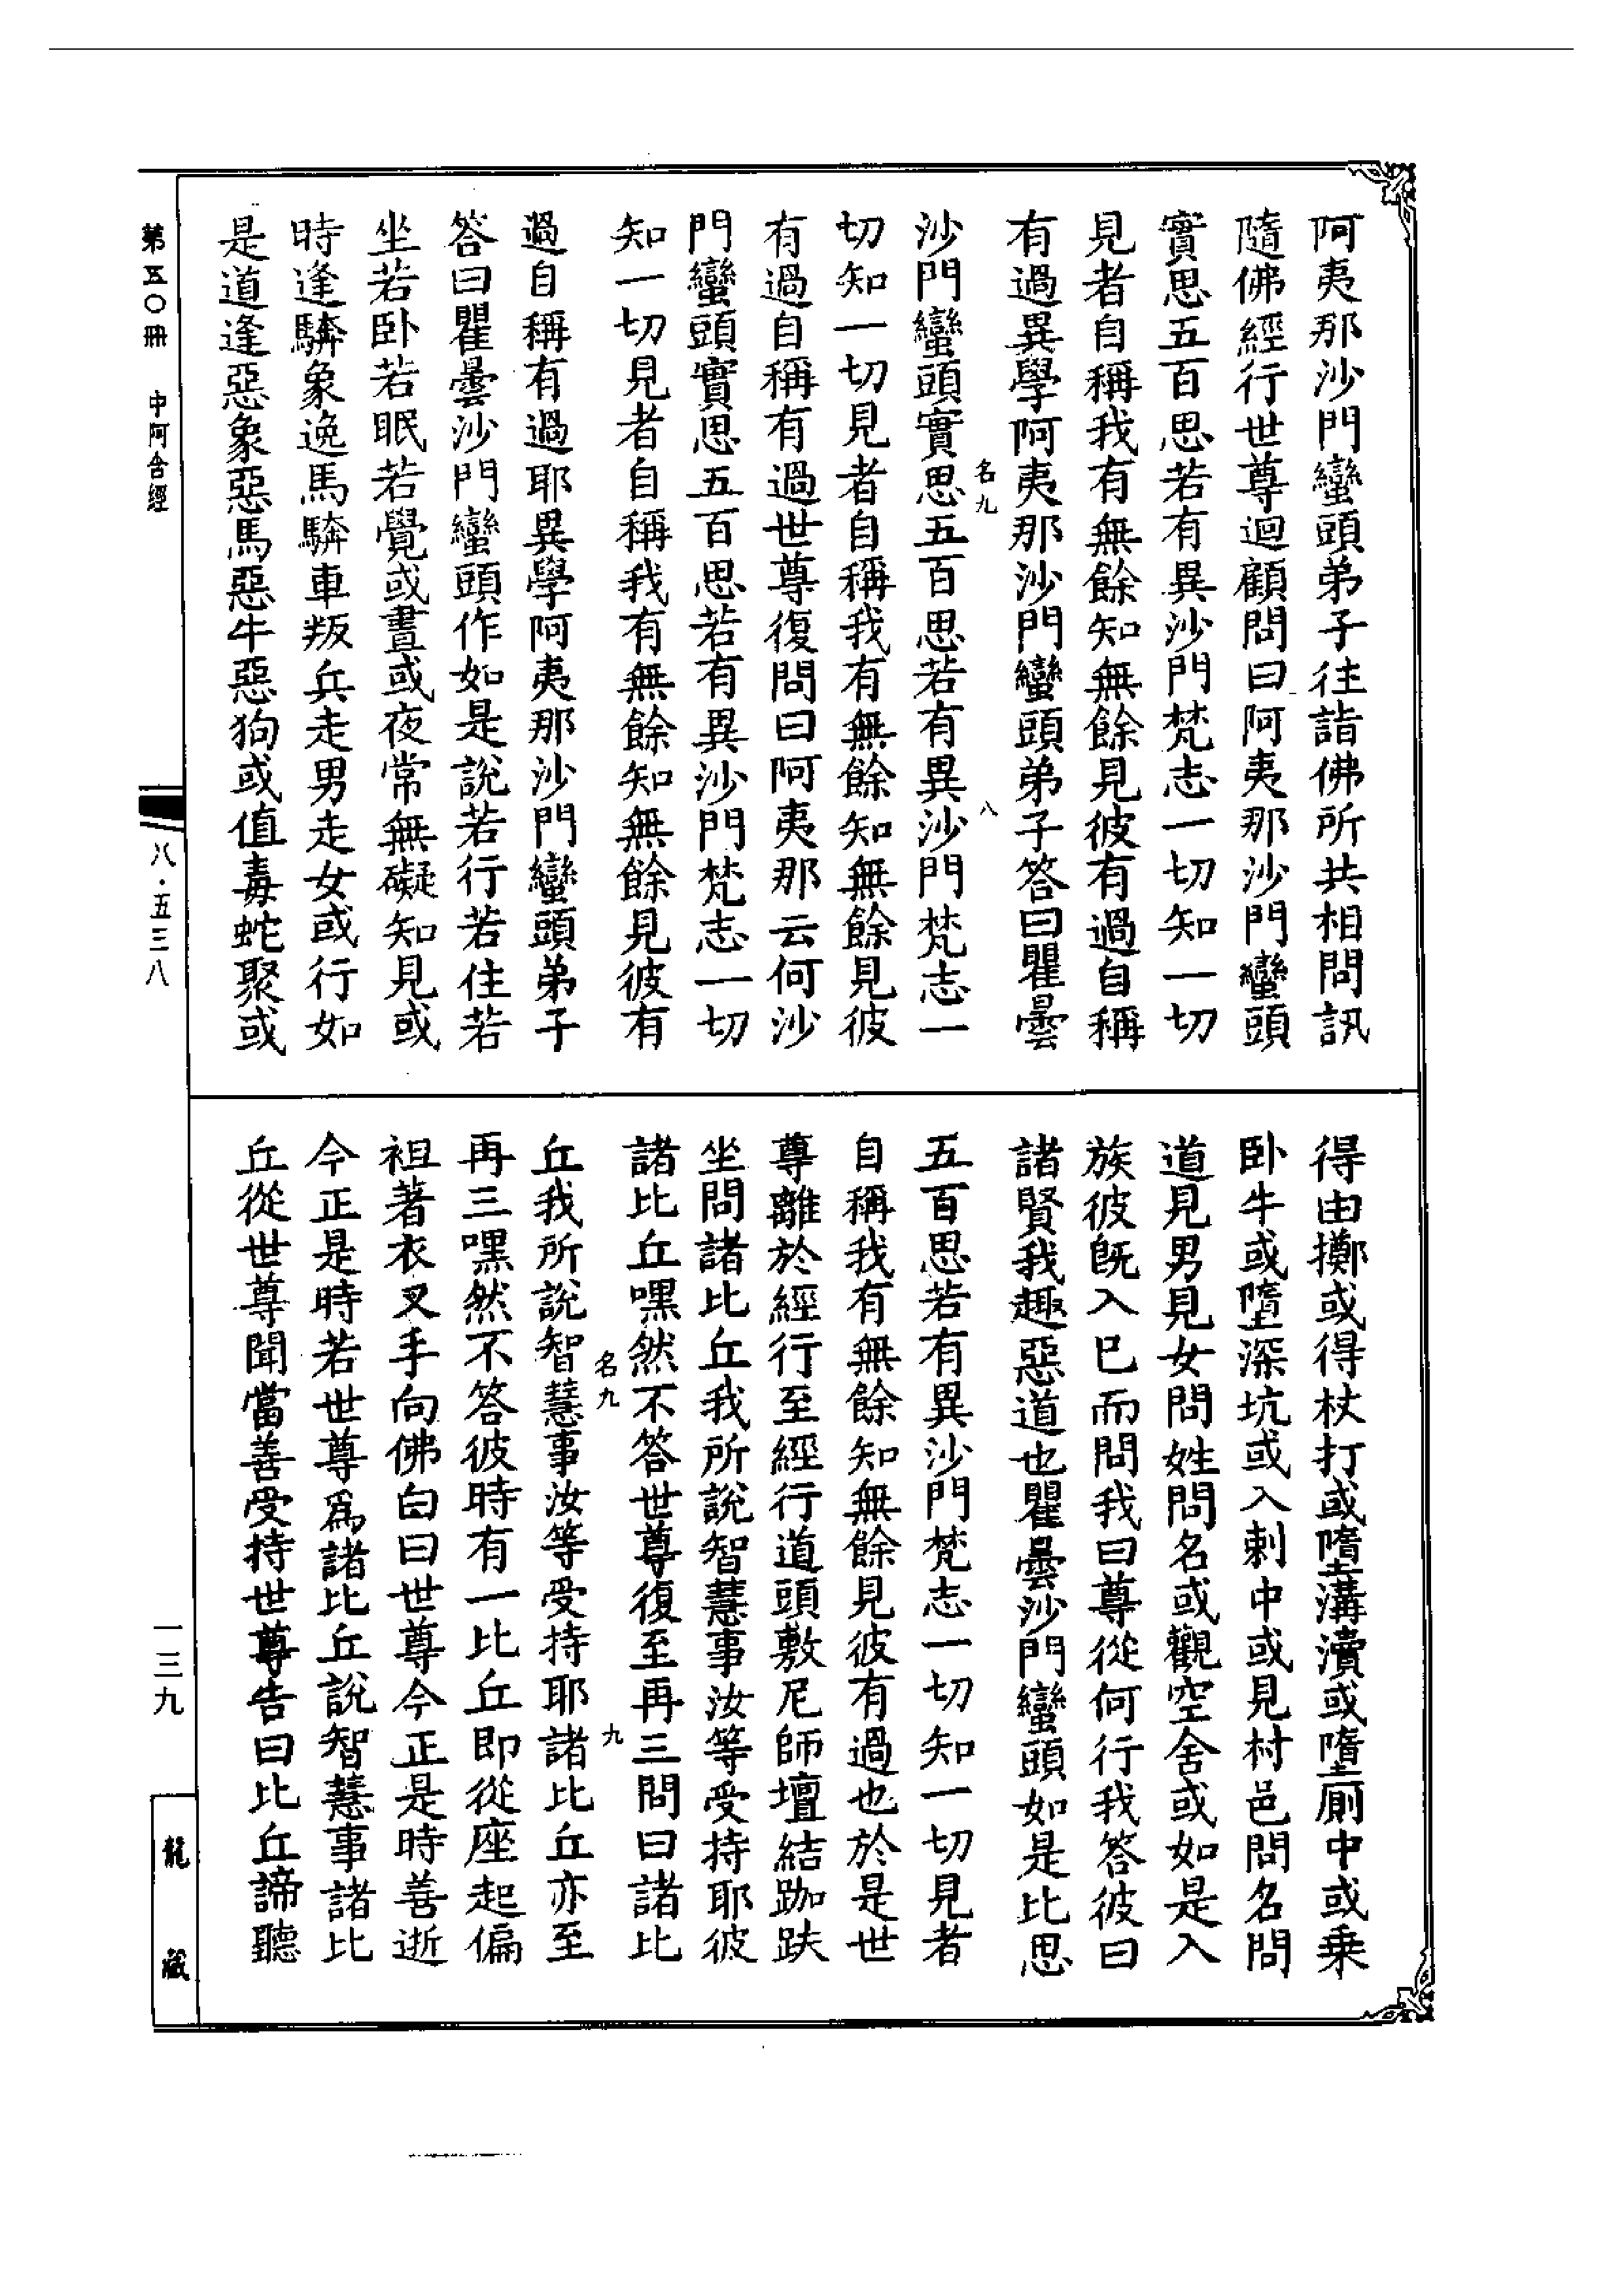 阿夷那沙門蠻頭弟子往詣佛所共相問訊
隨佛經行世尊迴顧問曰阿夷那沙門蠻頭
實思五百思若有異沙門梵志一切知一切
見者自稱我有無餘知無餘見彼有過自稱
有過異學阿夷那沙門蠻頭弟子答曰瞿曇
名九 八
沙門蠻頭實思五百思若有異沙門梵志一
切知一切見者自稱我有無餘知無餘見彼
有過自稱有過世尊復問曰阿夷那云何沙
門蠻頭實思五百思若有異沙門梵志一切
知一切見者自稱我有無餘知無餘見彼有
過自稱有過耶異學阿夷那沙門蠻頭弟子
答曰瞿曇沙門蠻頭作如是說若行若住若
坐若臥若眠若覺或晝或夜常無礙知見或
時逢犇象逸馬犇車叛兵走男走女或行如
是道逢惡象惡馬惡牛惡狗或值毒蛇聚或
得由擲或得杖打或墮溝瀆或墮廁中或乗
臥牛或墮深坑或入刺中或見村邑問名問
道見男見女問姓問名或觀空舍或如是入
族彼旣入巳而問我曰尊從何行我答彼曰
諸賢我趣惡道也瞿曇沙門蠻頭如是比思
五百思若有異沙門梵志一切知一切見者
自稱我有無餘知無餘見彼有過也於是世
尊離於經行至經行道頭敷尼師壇結跏趺
坐問諸比丘我所說智慧事汝等受持耶彼
諸比丘嘿然不答世尊復至再三問曰諸比
名九 九
丘我所說智慧事汝等受持耶諸比丘亦至
再三嘿然不答彼時有一比丘即從座起偏
袒著衣叉手向佛白曰世尊今正是時善逝
今正是時若世尊爲諸比丘說智慧事諸比
丘從世尊聞當善受持世尊告曰比丘諦聽
第五〇冊 中阿含經
八·五三八
一三九
龍藏